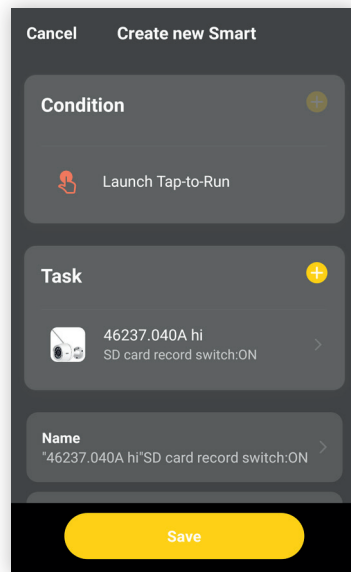 Cancel Create new Smart
Condition
Launch Tap-to-Run
Task
46237.040A hi
SD card record switch:ON
Name
"46237.040A hi"SD card record switch:ON
Save